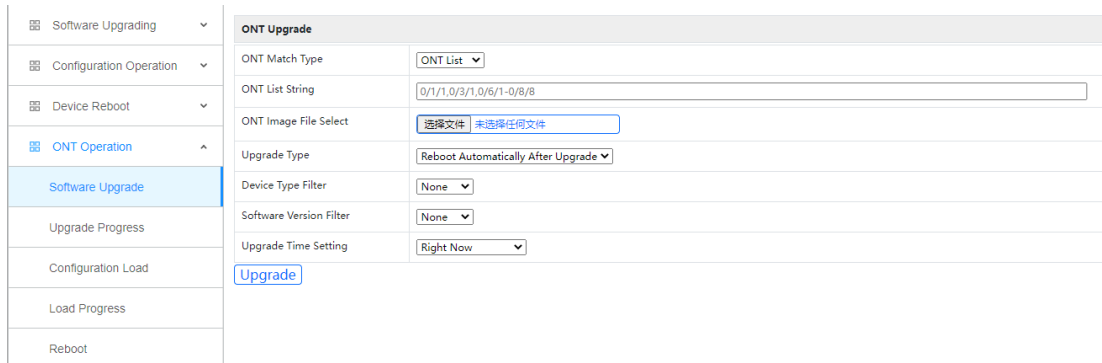 Software Upgrading
Configuration Operation
Device Reboot
ONT Operation
Software Upgrade
Upgrade Progress
Configuration Load
Load Progress
Reboot
ONT Upgrade
ONT Match Type ONT List
ONT List String 0/1/1,0/3/1,0/6/1-0/8/8
ONT Image File Select 选择文件 未选择任何文件
Upgrade Type Reboot Automatically After Upgrade
Device Type Filter None
Software Version Filter None
Upgrade Time Setting Right Now
Upgrade